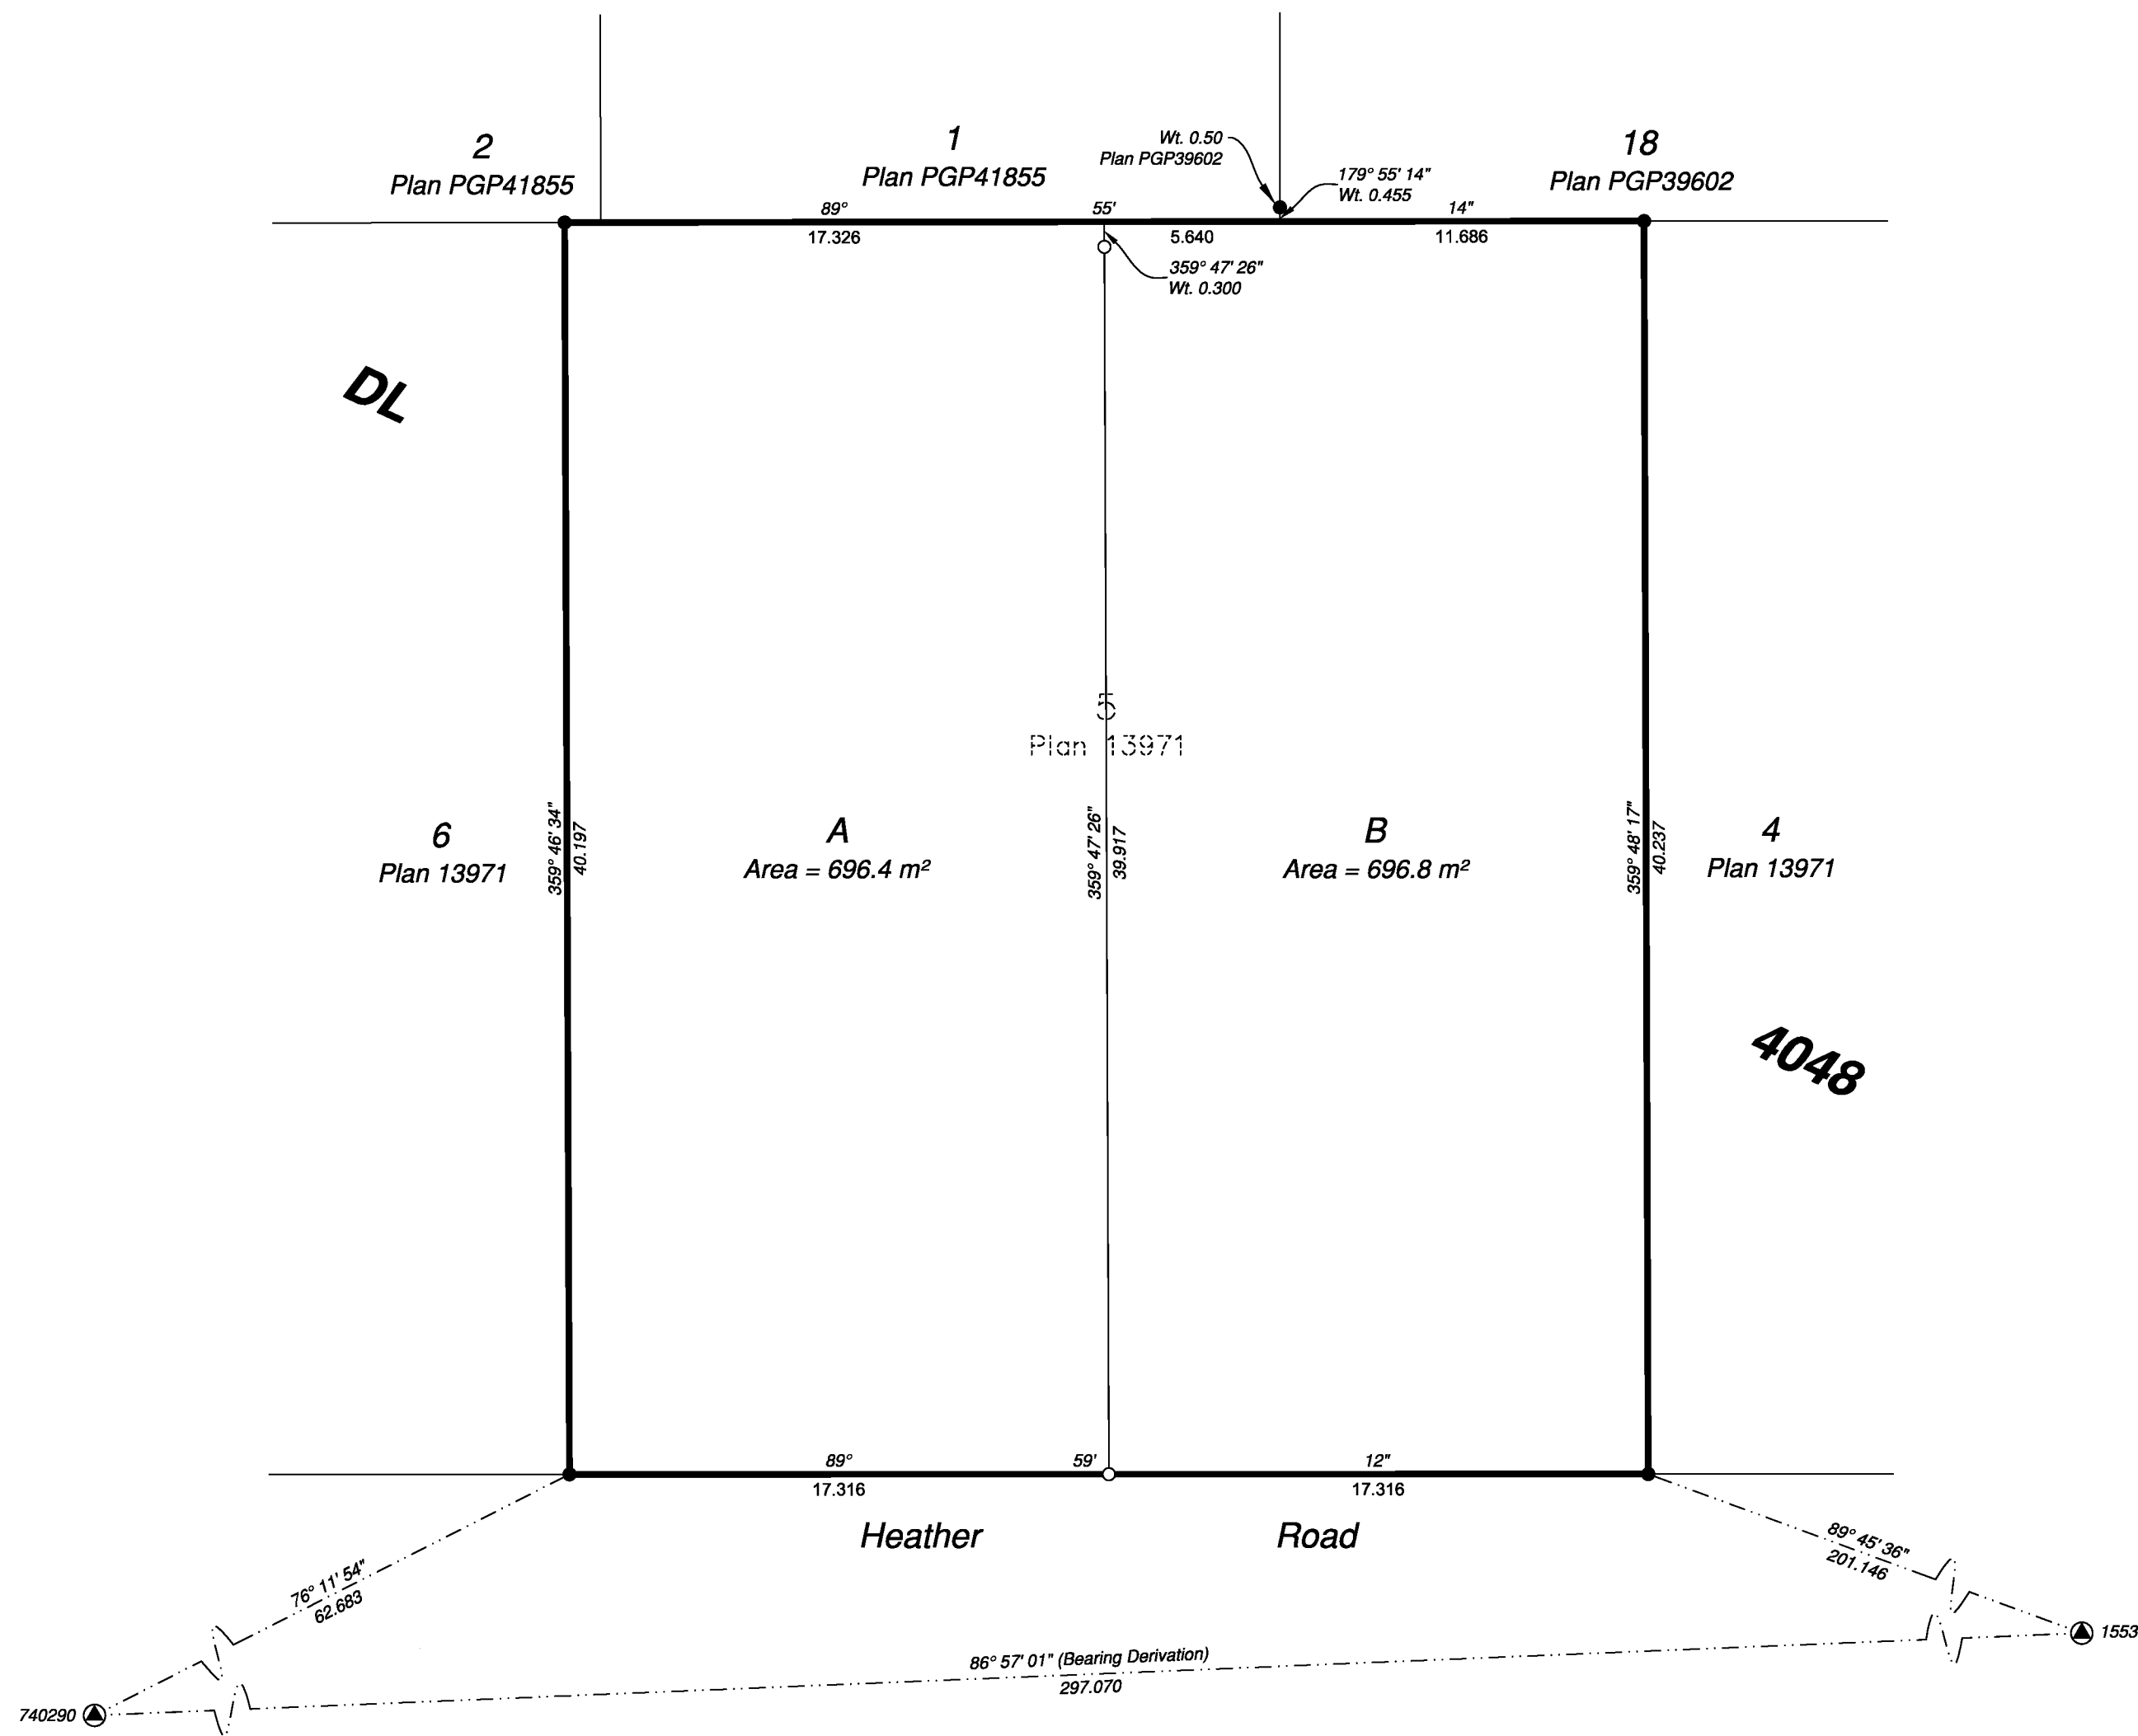 2
Plan PGP41855
1
Plan PGP41855
Wt. 0.50
Plan PGP39602
179° 55' 14"
Wt. 0.455
18
Plan PGP39602
89° 55' 14"
17.326 5.640 11.686
359° 47' 26"
Wt. 0.300
DL
5
Plan 13971
6
Plan 13971
359° 46' 34"
40.197
A
Area = 696.4 m²
359° 47' 26"
39.917
B
Area = 696.8 m²
359° 48' 17"
40.237
4
Plan 13971
4048
89° 59' 12"
17.316 17.316
Heather Road
76° 11' 54"
62.683
89° 45' 36"
201.146
86° 57' 01" (Bearing Derivation)
297.070
740290
1553